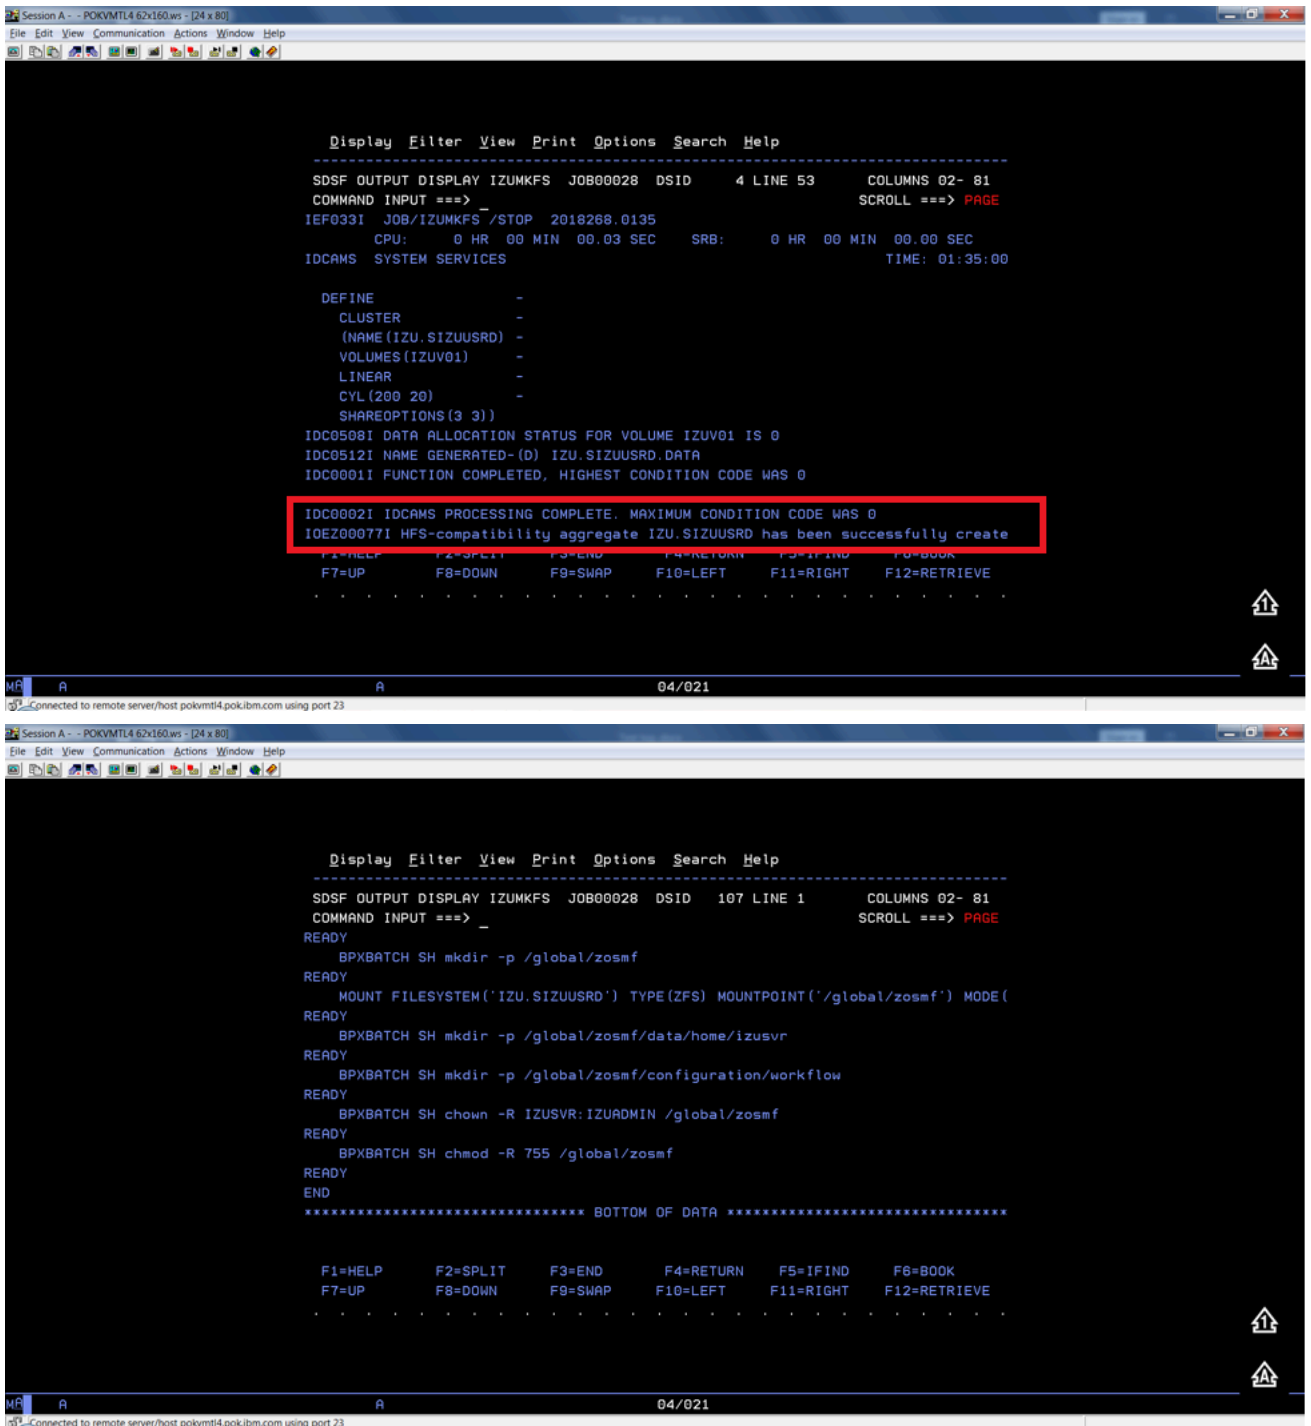 Session A - - POKVMTL4 62x160.ws - [24 x 80]
File Edit View Communication Actions Window Help
Display Filter View Print Options Search Help
-------------------------------------------------------------------------------
SDSF OUTPUT DISPLAY IZUMKFS JOB00028 DSID 4 LINE 53 COLUMNS 02- 81
COMMAND INPUT ===> _ SCROLL ===> PAGE
IEF033I JOB/IZUMKFS /STOP 2018268.0135
CPU: 0 HR 00 MIN 00.03 SEC SRB: 0 HR 00 MIN 00.00 SEC
IDCAMS SYSTEM SERVICES TIME: 01:35:00
DEFINE -
CLUSTER -
(NAME(IZU.SIZUUSRD) -
VOLUMES(IZUV01) -
LINEAR -
CYL(200 20) -
SHAREOPTIONS(3 3))
IDC0508I DATA ALLOCATION STATUS FOR VOLUME IZUV01 IS 0
IDC0512I NAME GENERATED-(D) IZU.SIZUUSRD.DATA
IDC0001I FUNCTION COMPLETED, HIGHEST CONDITION CODE WAS 0
IDC0002I IDCAMS PROCESSING COMPLETE. MAXIMUM CONDITION CODE WAS 0
IOEZ00077I HFS-compatibility aggregate IZU.SIZUUSRD has been successfully create
F1=HELP F2=SPLIT F3=END F4=RETURN F5=IFIND F6=BOOK
F7=UP F8=DOWN F9=SWAP F10=LEFT F11=RIGHT F12=RETRIEVE
. . . . . . . . . . . . . . . . . . . . . . . . . . .
1
A
MA A A 04/021
Connected to remote server/host pokvmtl4.pok.ibm.com using port 23
Session A - - POKVMTL4 62x160.ws - [24 x 80]
File Edit View Communication Actions Window Help
Display Filter View Print Options Search Help
-------------------------------------------------------------------------------
SDSF OUTPUT DISPLAY IZUMKFS JOB00028 DSID 107 LINE 1 COLUMNS 02- 81
COMMAND INPUT ===> _ SCROLL ===> PAGE
READY
BPXBATCH SH mkdir -p /global/zosmf
READY
MOUNT FILESYSTEM('IZU.SIZUUSRD') TYPE(ZFS) MOUNTPOINT('/global/zosmf') MODE(
READY
BPXBATCH SH mkdir -p /global/zosmf/data/home/izusvr
READY
BPXBATCH SH mkdir -p /global/zosmf/configuration/workflow
READY
BPXBATCH SH chown -R IZUSVR:IZUADMIN /global/zosmf
READY
BPXBATCH SH chmod -R 755 /global/zosmf
READY
END
******************************** BOTTOM OF DATA ********************************
F1=HELP F2=SPLIT F3=END F4=RETURN F5=IFIND F6=BOOK
F7=UP F8=DOWN F9=SWAP F10=LEFT F11=RIGHT F12=RETRIEVE
. . . . . . . . . . . . . . . . . . . . . . . . . . .
1
A
MA A A 04/021
Connected to remote server/host pokvmtl4.pok.ibm.com using port 23